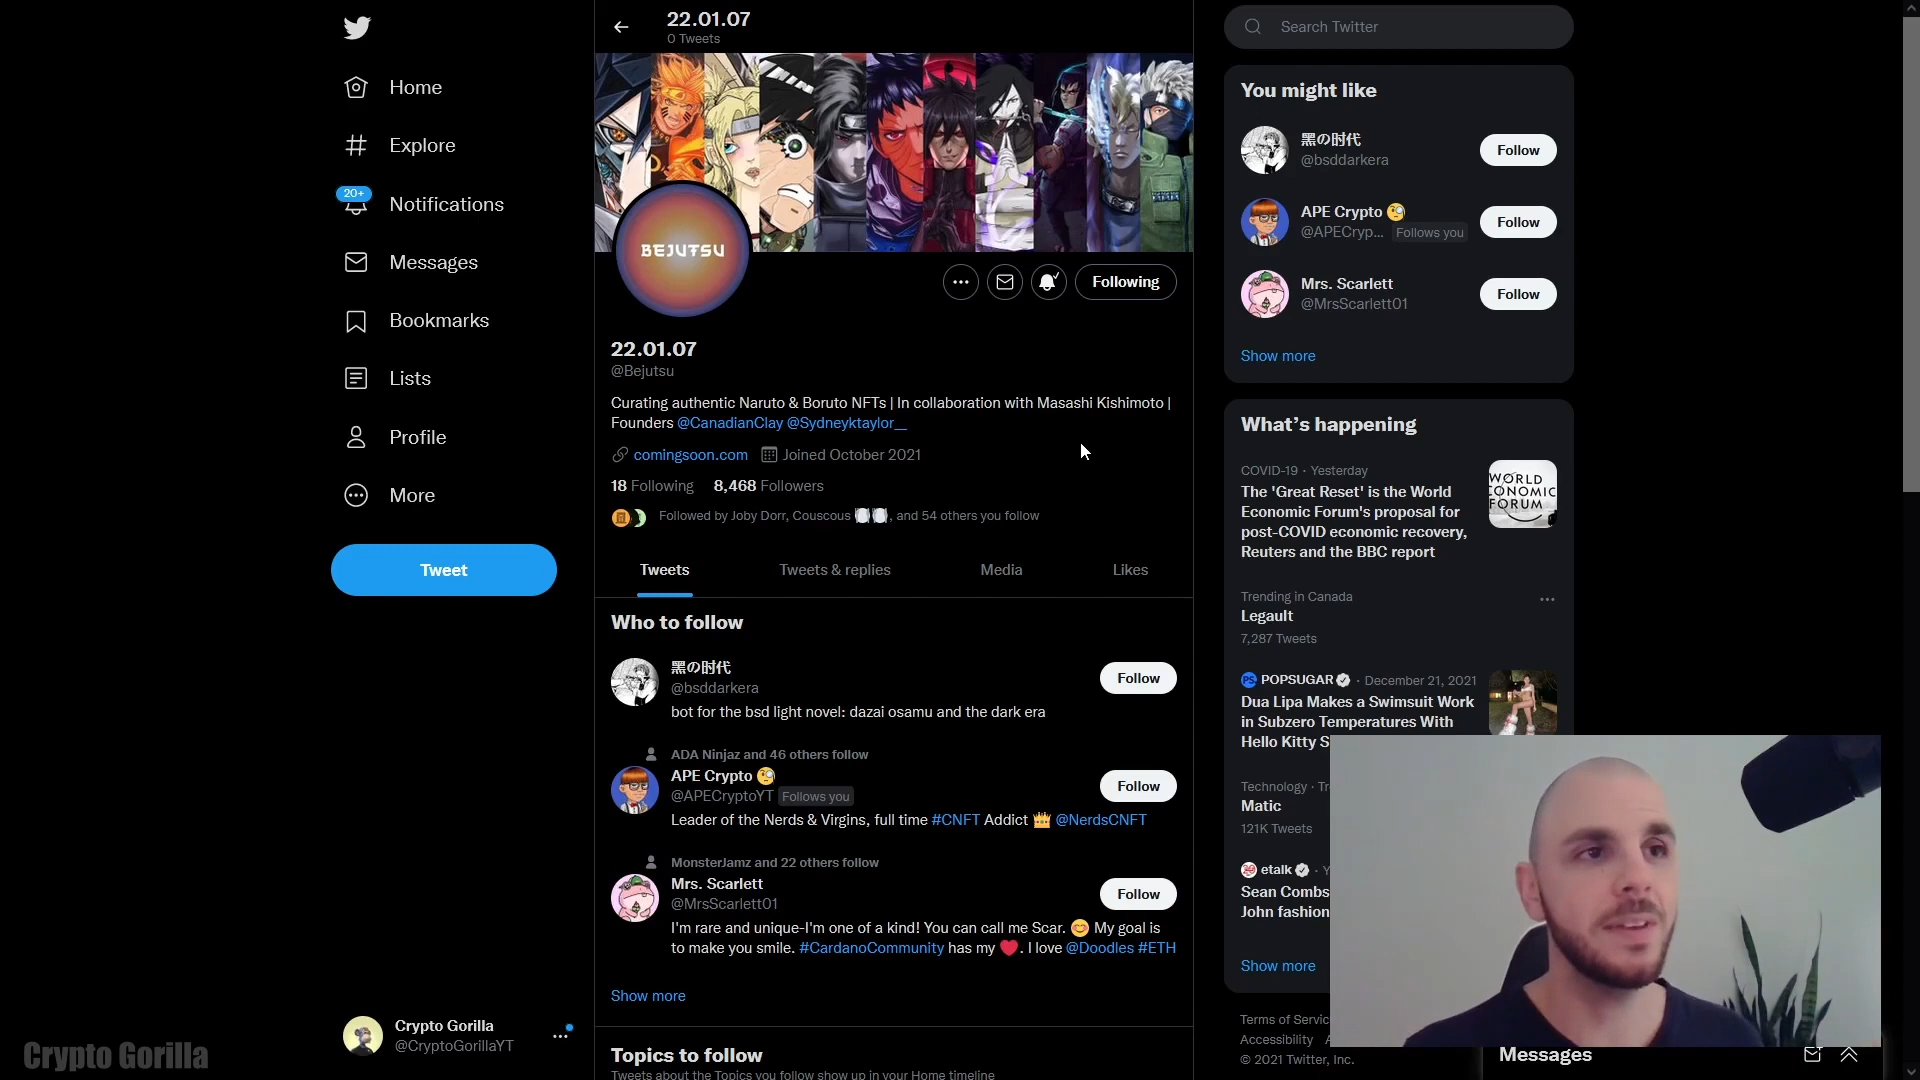 22.01.07
0 Tweets
Search Twitter
Home
Explore
20+
Notifications
Messages
Bookmarks
Lists
Profile
More
Tweet
BEJUTSU
Following
22.01.07
@Bejutsu
Curating authentic Naruto & Boruto NFTs | In collaboration with Masashi Kishimoto |
Founders @CanadianClay @Sydneyktaylor__
comingsoon.com Joined October 2021
18 Following 8,468 Followers
Followed by Joby Dorr, Couscous, and 54 others you follow
Tweets Tweets & replies Media Likes
Who to follow
黑の时代
@bsddarkera
Follow
bot for the bsd light novel: dazai osamu and the dark era
ADA Ninjaz and 46 others follow
APE Crypto 🧐
@APECryptoYT Follows you
Follow
Leader of the Nerds & Virgins, full time #CNFT Addict 👑 @NerdsCNFT
MonsterJamz and 22 others follow
Mrs. Scarlett
@MrsScarlett01
Follow
I'm rare and unique-I'm one of a kind! You can call me Scar. 😊 My goal is
to make you smile. #CardanoCommunity has my ❤️. I love @Doodles #ETH
Show more
Topics to follow
Tweets about the Topics you follow show up in your Home timeline
You might like
黑の时代
@bsddarkera
Follow
APE Crypto 🧐
@APECryp... Follows you
Follow
Mrs. Scarlett
@MrsScarlett01
Follow
Show more
What's happening
COVID-19 · Yesterday
The 'Great Reset' is the World
Economic Forum's proposal for
post-COVID economic recovery,
Reuters and the BBC report
WORLD
ECONOMIC
FORUM
Trending in Canada
Legault
7,287 Tweets
PS POPSUGAR · December 21, 2021
Dua Lipa Makes a Swimsuit Work
in Subzero Temperatures With
Hello Kitty S
Technology · Tr
Matic
121K Tweets
etalk · Y
Sean Combs
John fashion
Show more
Terms of Servic
Accessibility
© 2021 Twitter, Inc.
Messages
Crypto Gorilla
@CryptoGorillaYT
Crypto Gorilla